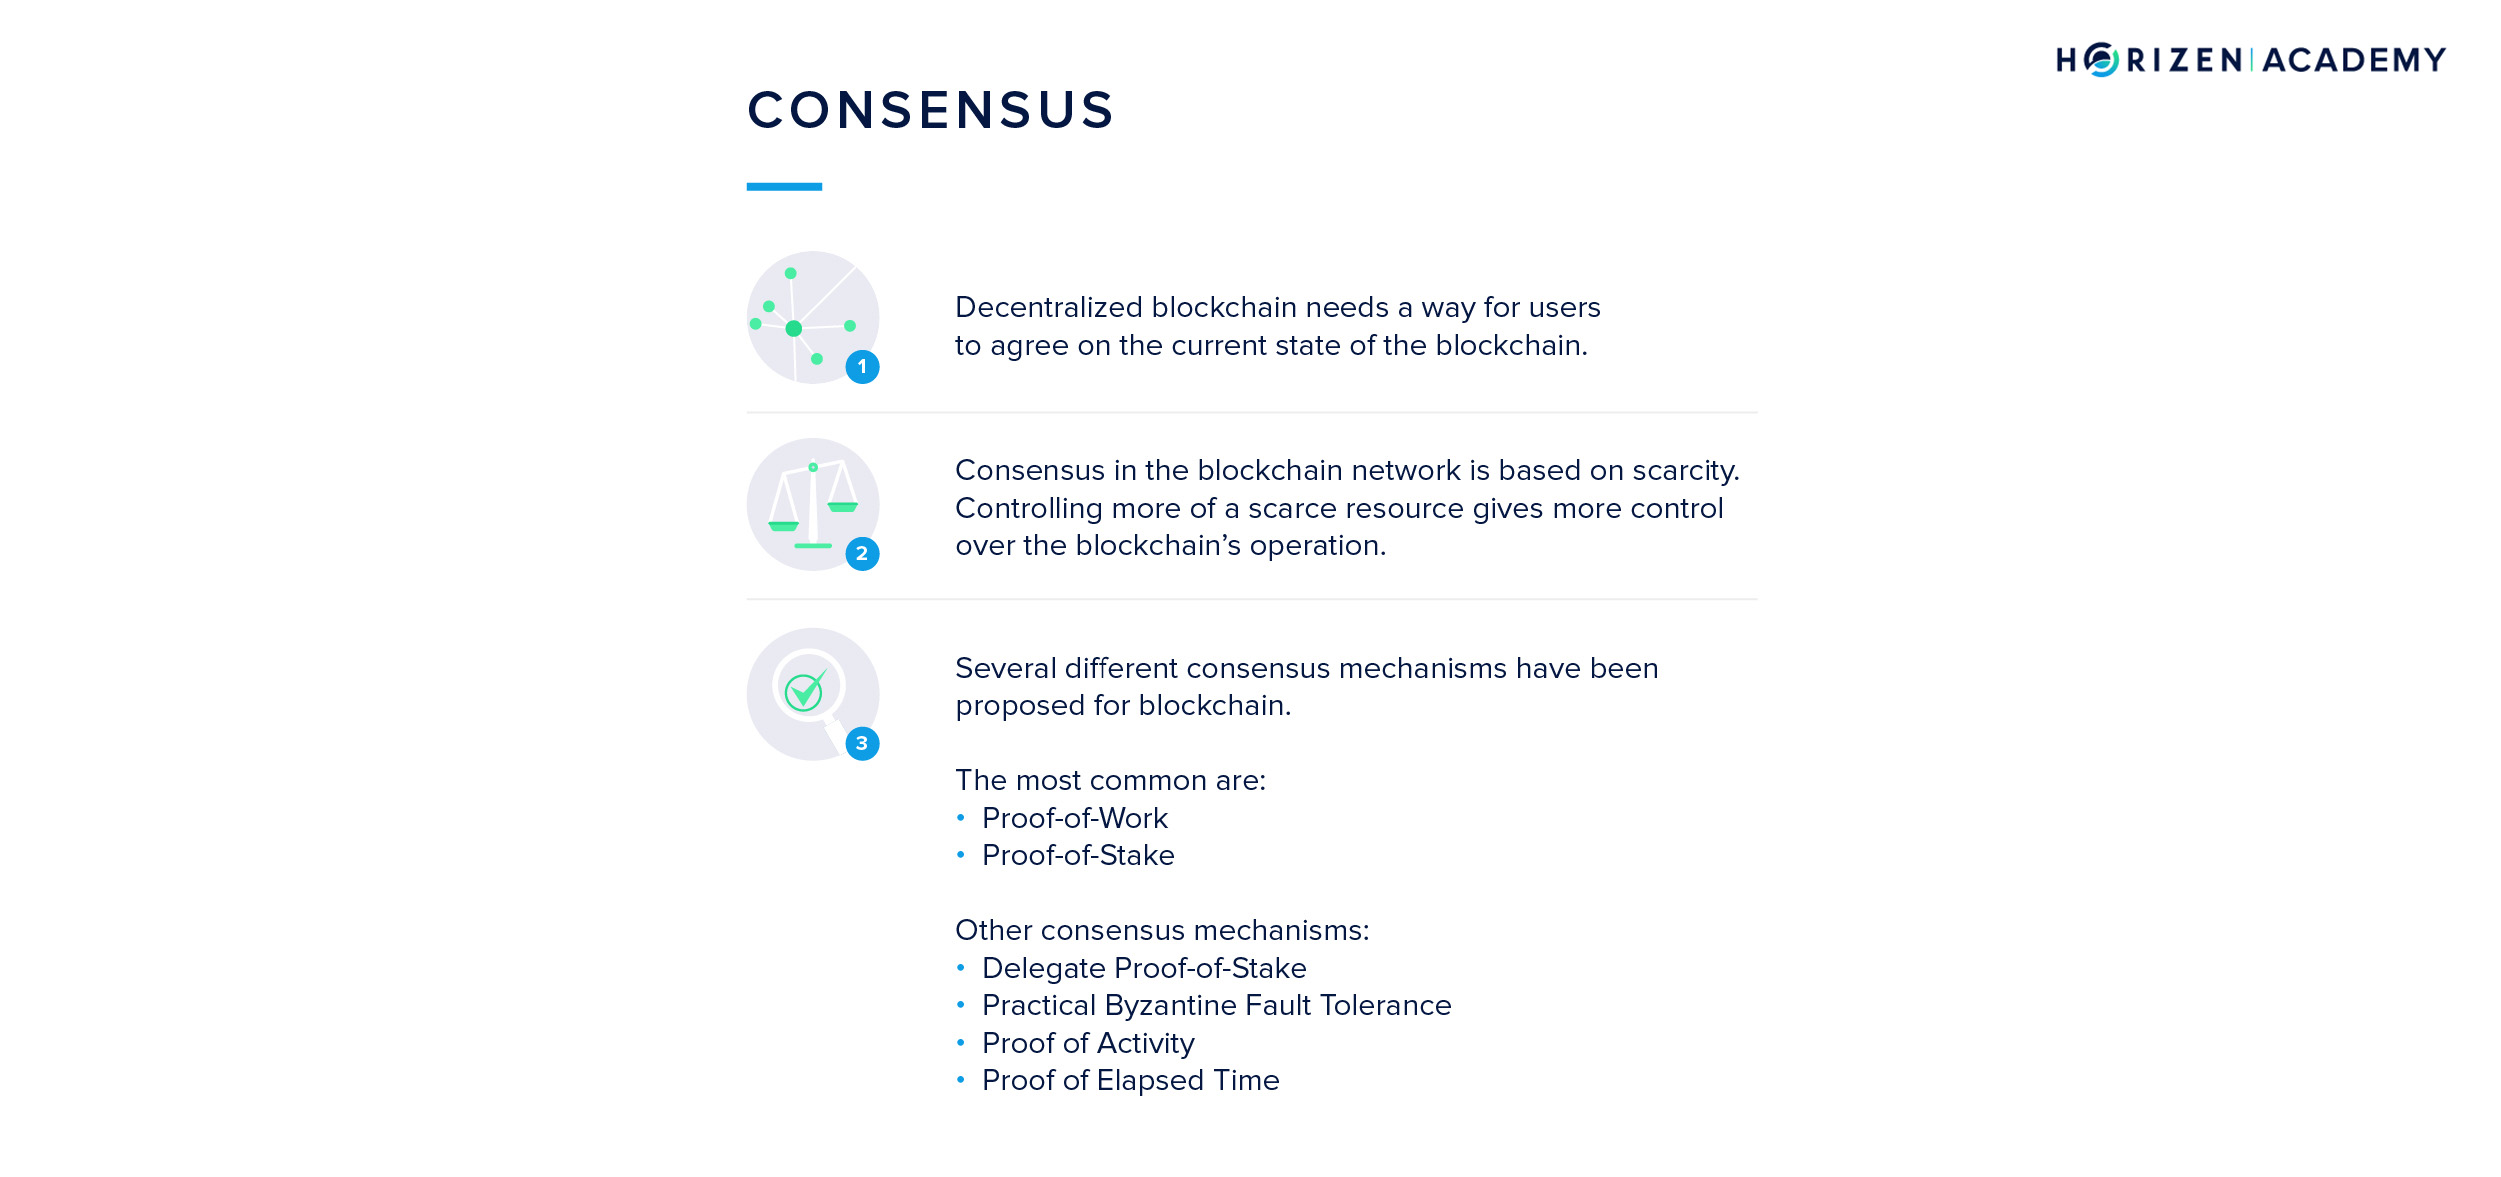 HORIZEN | ACADEMY
CONSENSUS
1
Decentralized blockchain needs a way for users
to agree on the current state of the blockchain.
2
Consensus in the blockchain network is based on scarcity.
Controlling more of a scarce resource gives more control
over the blockchain’s operation.
3
Several different consensus mechanisms have been
proposed for blockchain.
The most common are:
• Proof-of-Work
• Proof-of-Stake
Other consensus mechanisms:
• Delegate Proof-of-Stake
• Practical Byzantine Fault Tolerance
• Proof of Activity
• Proof of Elapsed Time